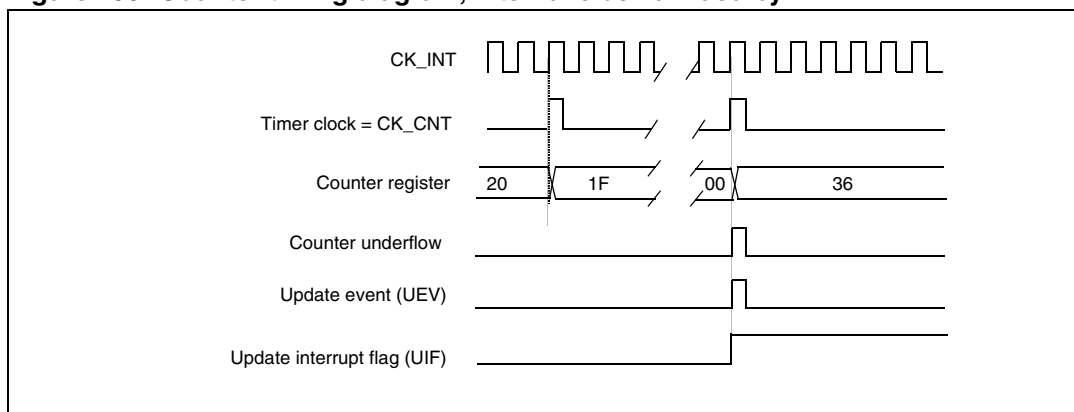 CK_INT
Timer clock = CK_CNT
Counter register
20
1F
00
36
Counter underflow
Update event (UEV)
Update interrupt flag (UIF)